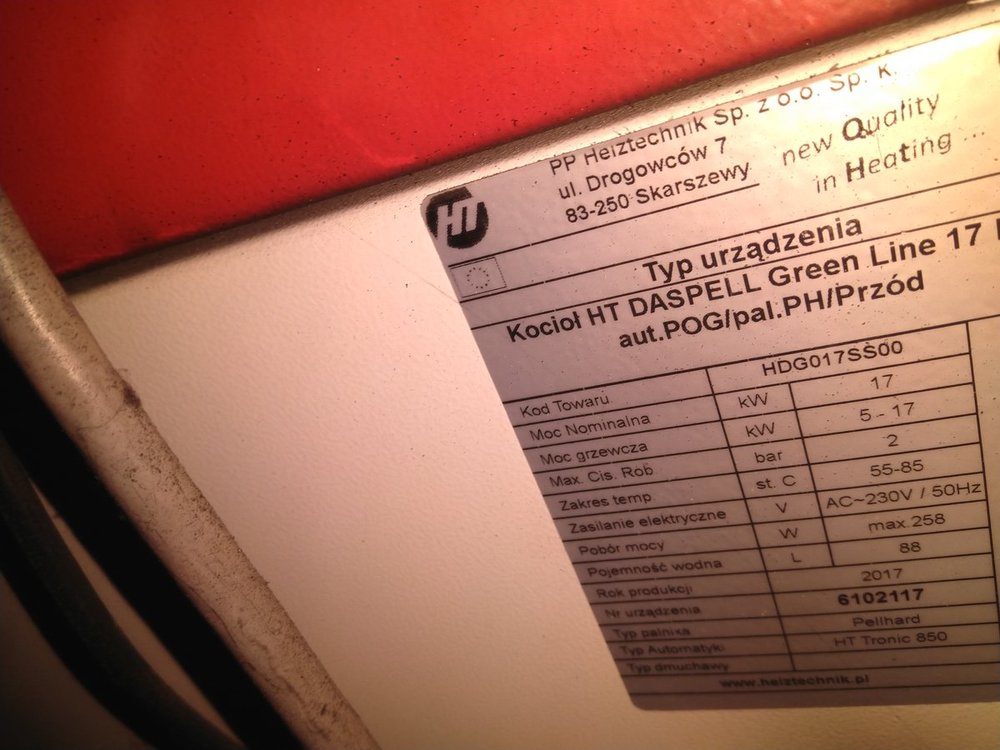 HT
PP Heiztechnik Sp. z o.o. Sp. k.
ul. Drogowców 7
83-250 Skarszewy
new Quality
in Heating ...
Typ urządzenia
Kocioł HT DASPELL Green Line 17
aut.POG/pal.PH/Przód
Kod Towaru HDG017SS00
Moc Nominalna kW 17
Moc grzewcza kW 5 - 17
Max. Cis. Rob bar 2
Zakres temp st. C 55-85
Zasilanie elektryczne V AC~230V / 50Hz
Pobór mocy W max.258
Pojemność wodna L 88
Rok produkcji 2017
Nr urządzenia 6102117
Typ palnika Pellhard
Typ Automatyki HT Tronic 850
Typ dmuchawy
www.heiztechnik.pl